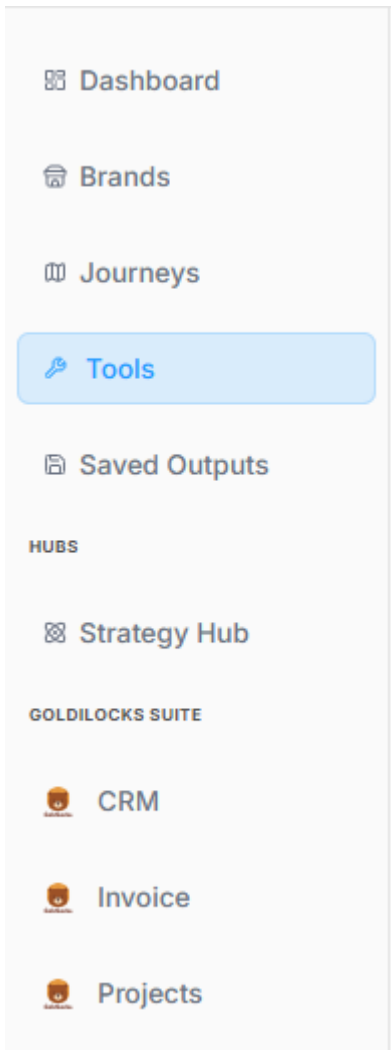 Dashboard
Brands
Journeys
Tools
Saved Outputs
HUBS
Strategy Hub
GOLDILOCKS SUITE
CRM
Invoice
Projects